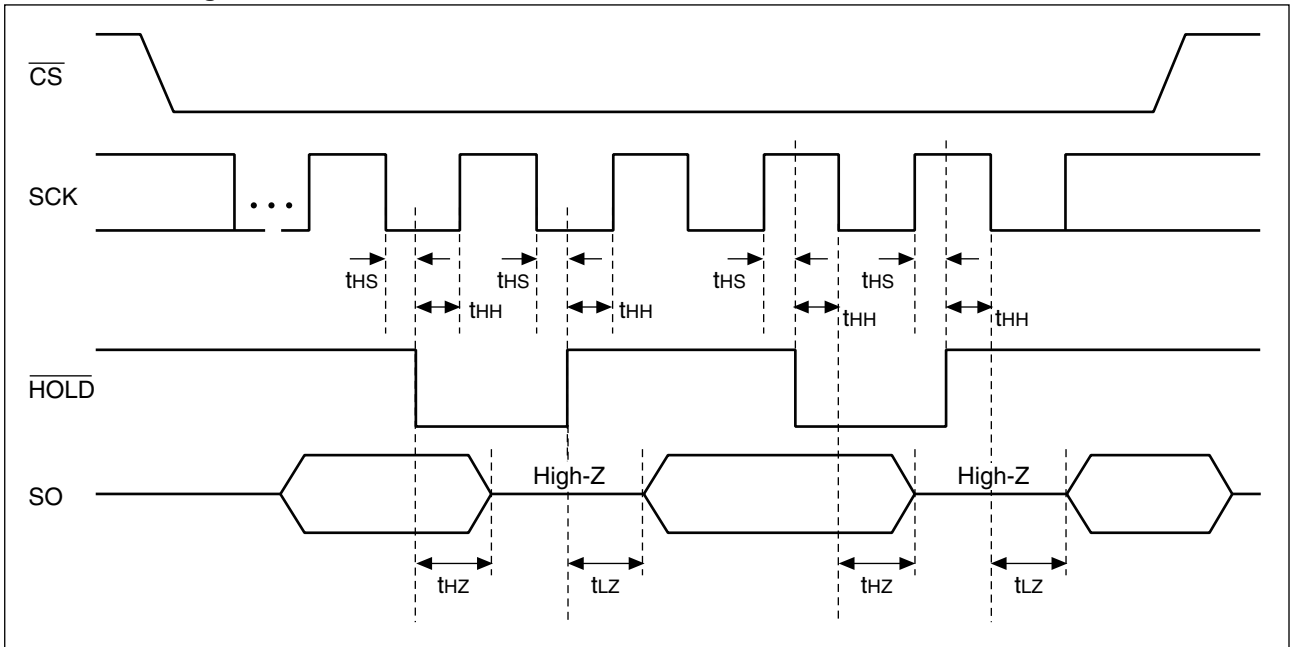 CS
SCK
...
tHS tHS tHS tHS
tHH tHH tHH tHH
HOLD
High-Z High-Z
SO
tHZ tLZ tHZ tLZ